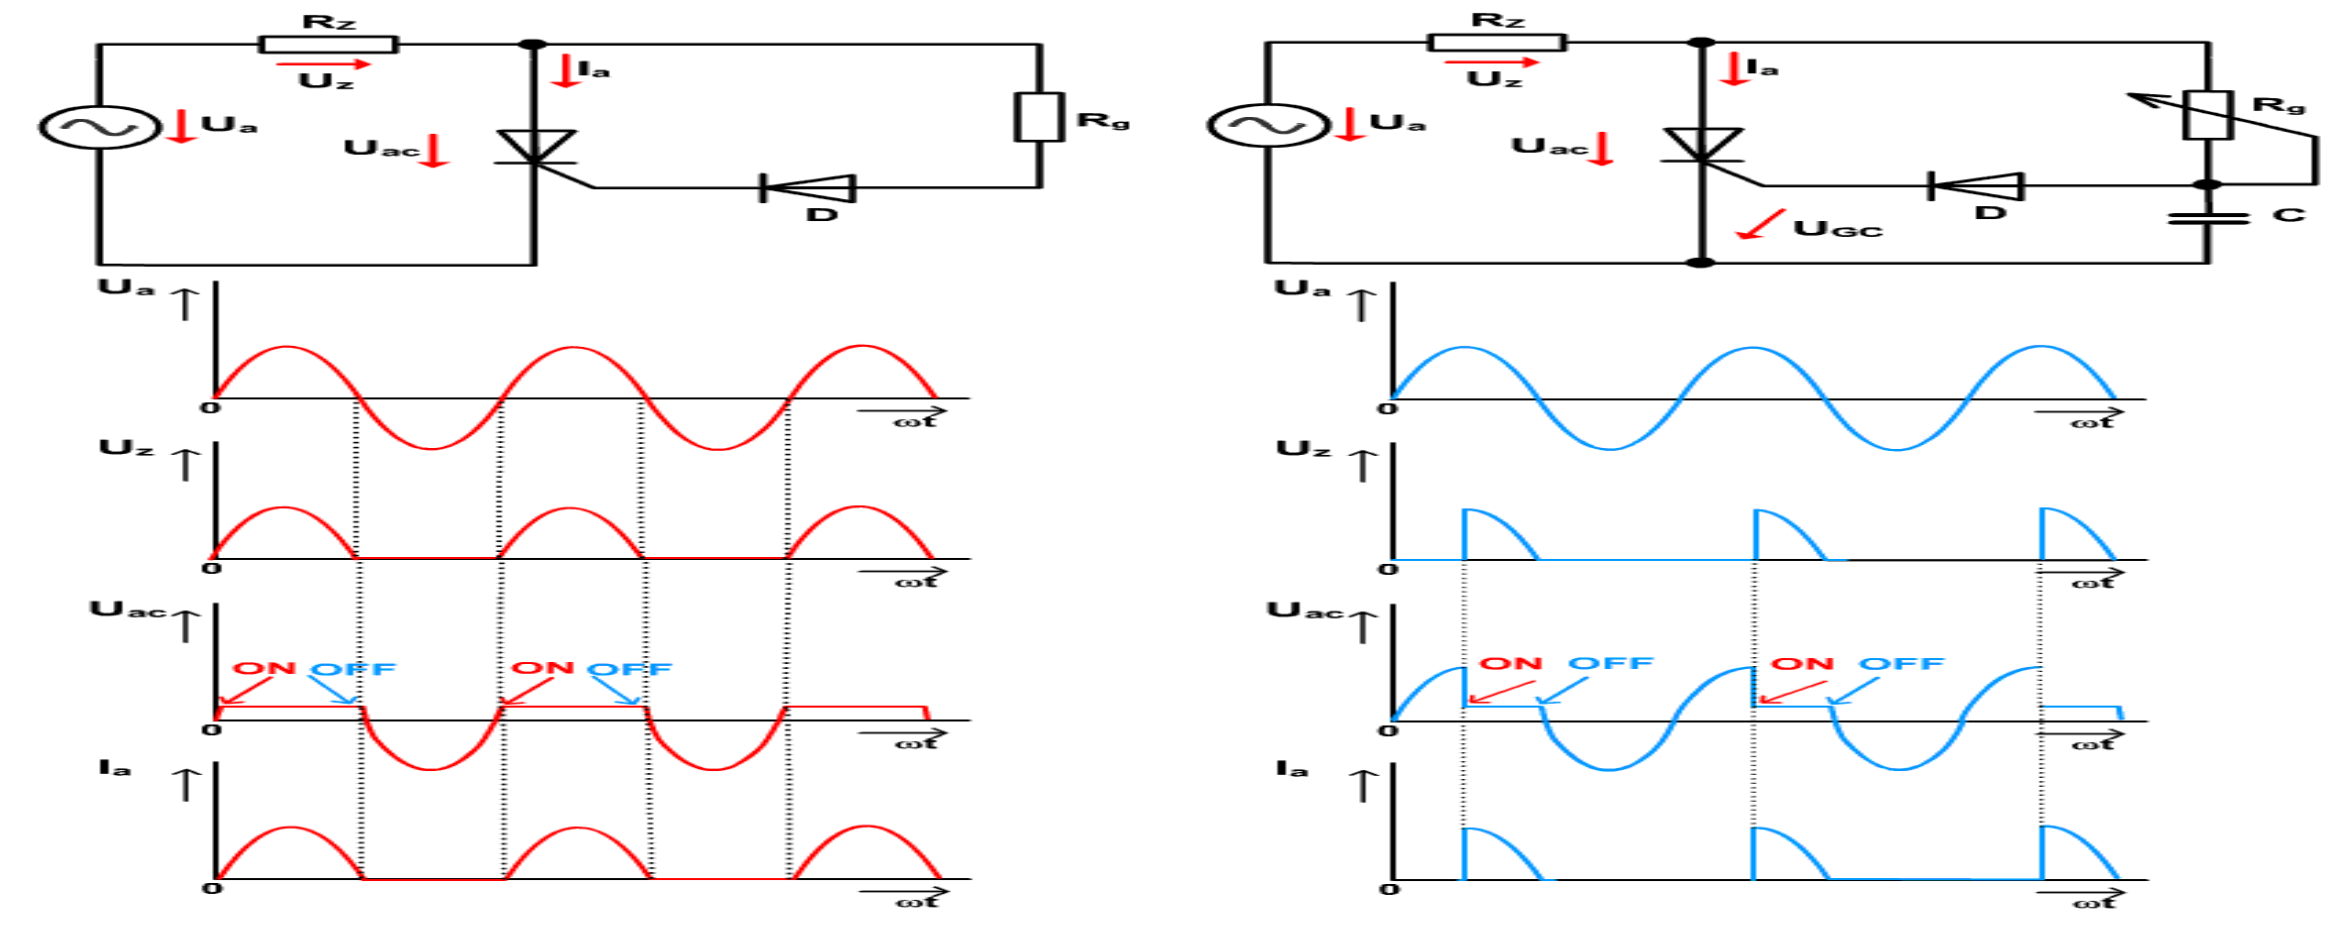 Rz
Uz
Ia
Ua
Uac
Rg
D
Ua
0
ωt
Uz
0
ωt
Uac
ON OFF ON OFF
0
ωt
Ia
0
ωt
Rz
Uz
Ia
Ua
Uac
Rg
D
UGC
C
Ua
0
ωt
Uz
0
ωt
Uac
ON OFF ON OFF
0
ωt
Ia
0
ωt